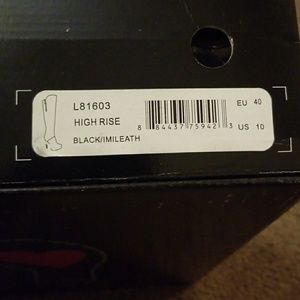 L81603
HIGH RISE
BLACK/IMILEATH
8 84437 75942 3
EU 40
US 10